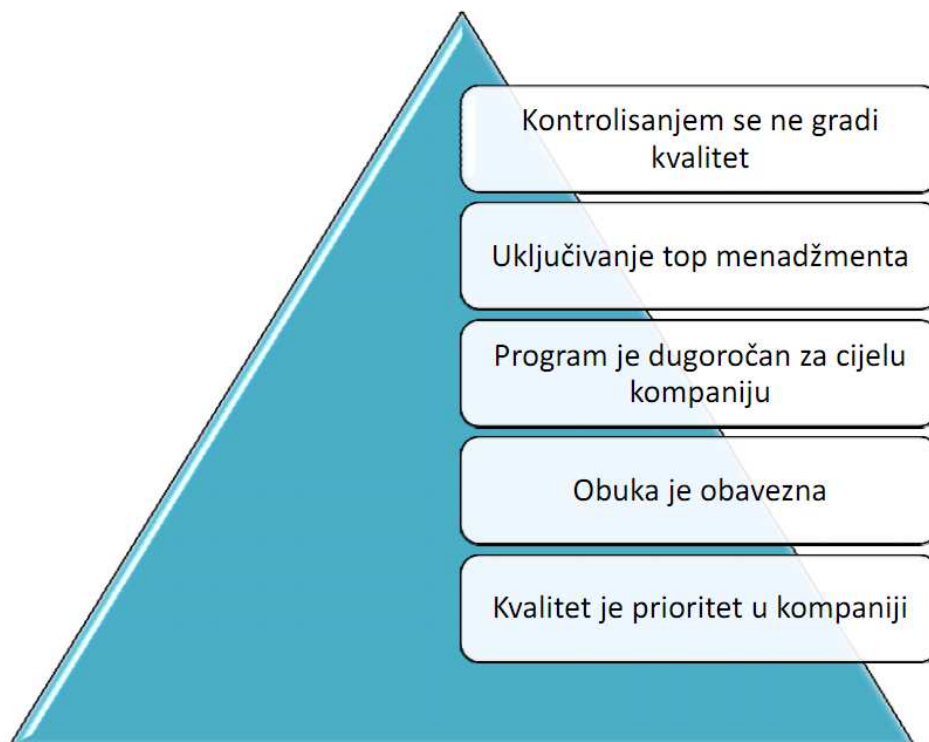 Kontrolisanjem se ne gradi
kvalitet
Uključivanje top menadžmenta
Program je dugoročan za cijelu
kompaniju
Obuka je obavezna
Kvalitet je prioritet u kompaniji